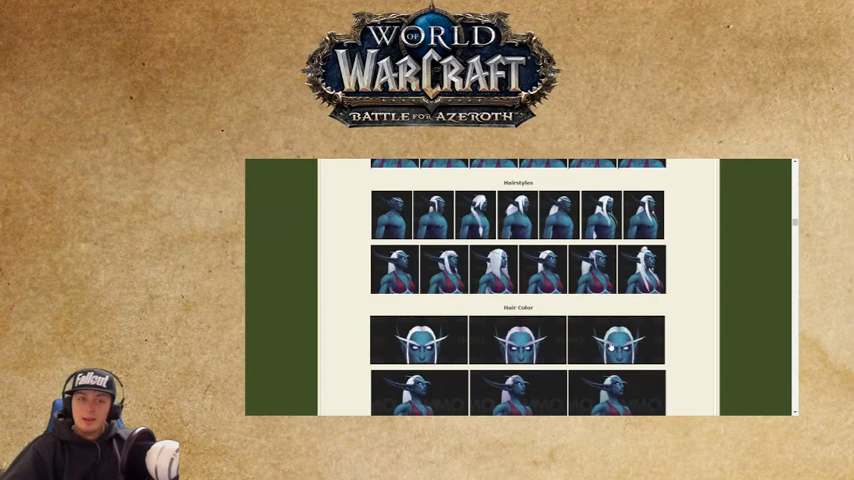 WORLD
OF
WARCRAFT
BATTLE FOR AZEROTH
Hairstyles
Hair Color
Fallout